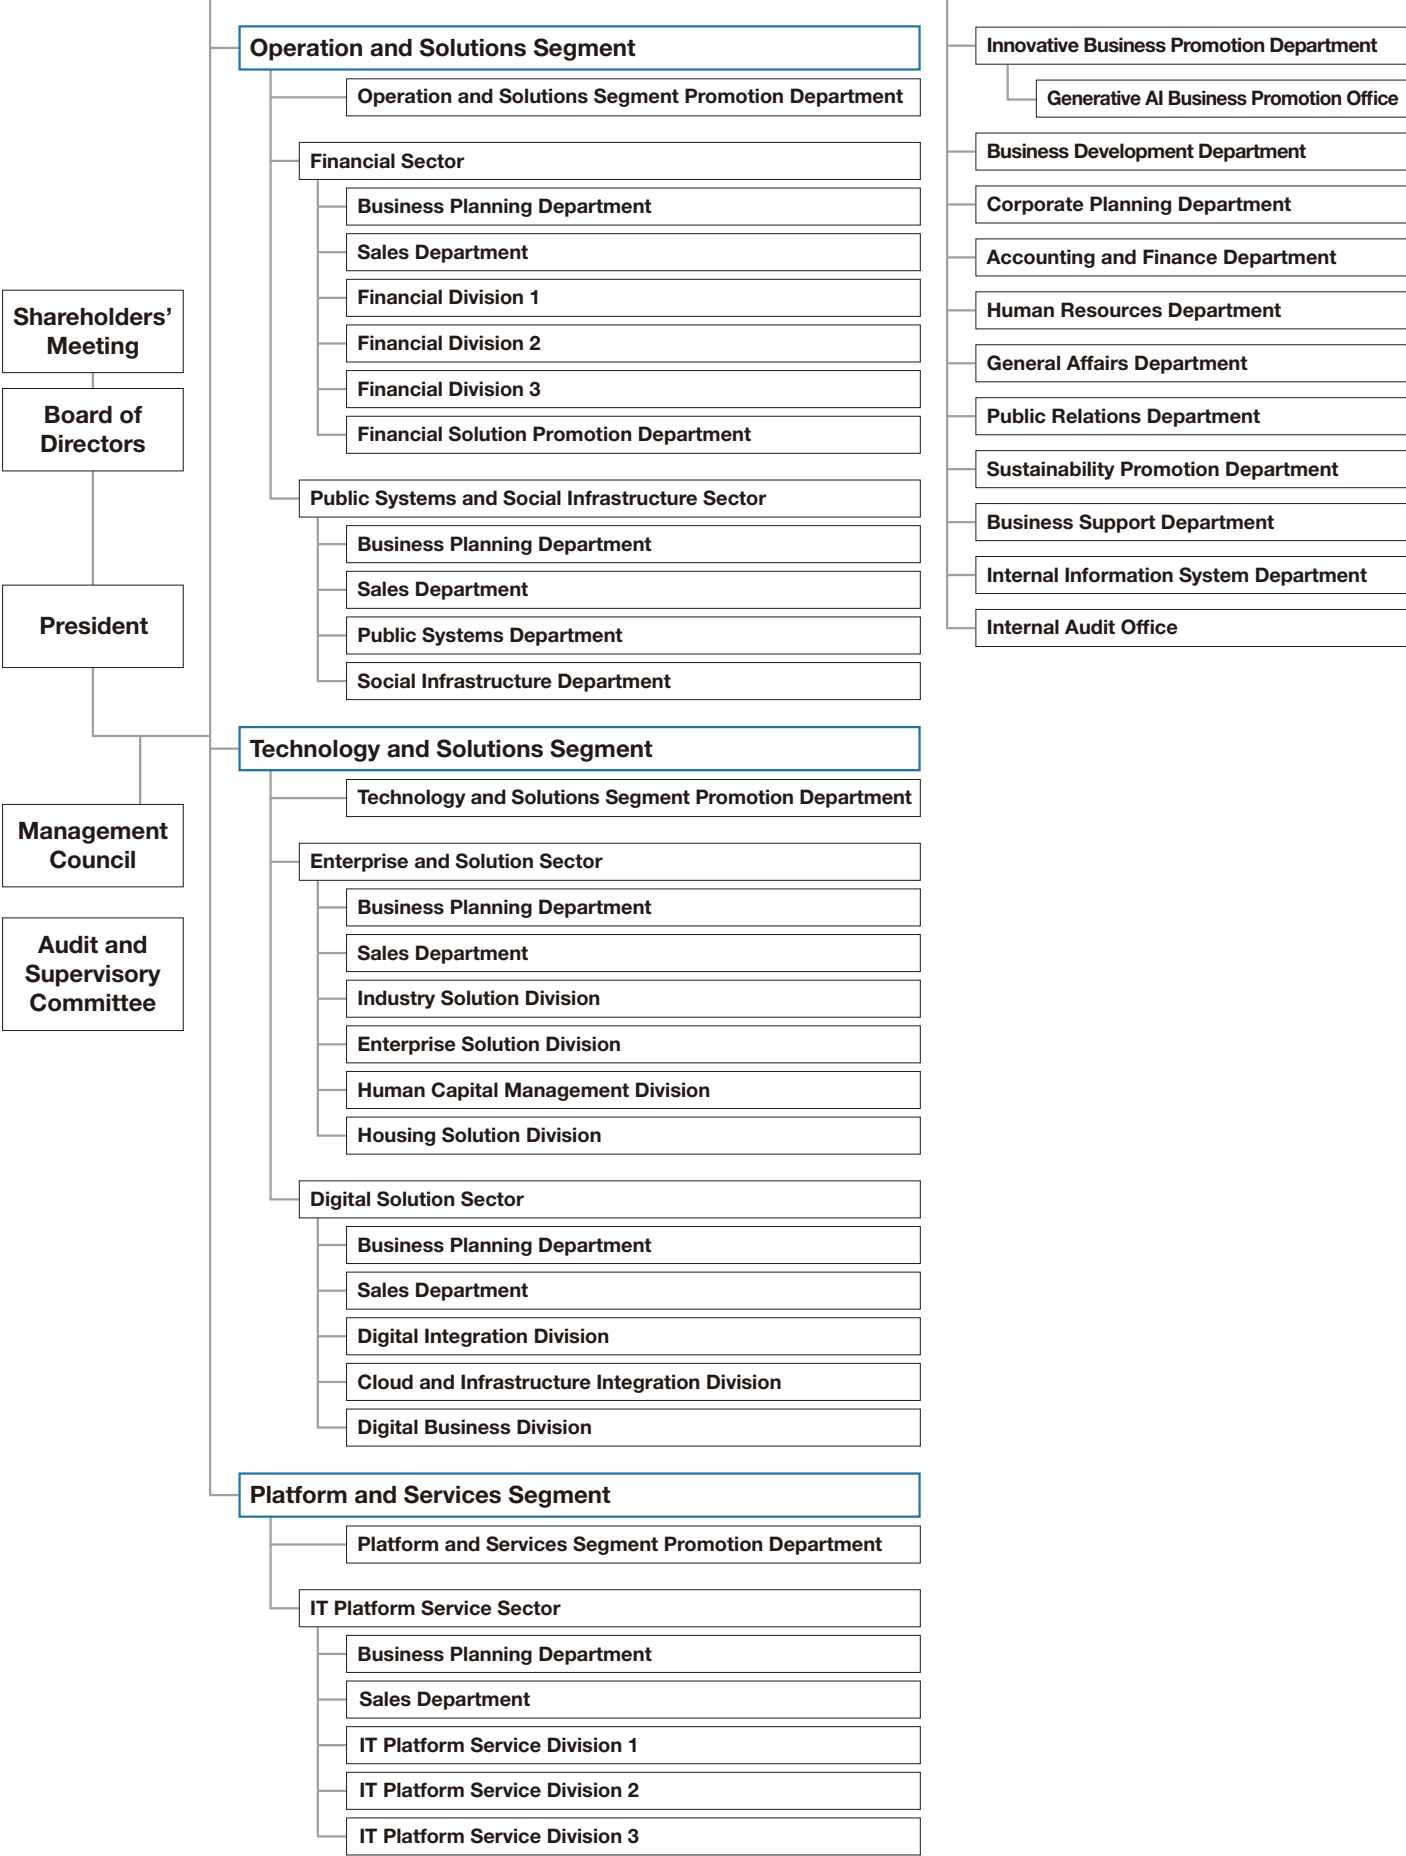 Shareholders’
Meeting
Board of
Directors
President
Management
Council
Audit and
Supervisory
Committee
Operation and Solutions Segment
Operation and Solutions Segment Promotion Department
Financial Sector
Business Planning Department
Sales Department
Financial Division 1
Financial Division 2
Financial Division 3
Financial Solution Promotion Department
Public Systems and Social Infrastructure Sector
Business Planning Department
Sales Department
Public Systems Department
Social Infrastructure Department
Technology and Solutions Segment
Technology and Solutions Segment Promotion Department
Enterprise and Solution Sector
Business Planning Department
Sales Department
Industry Solution Division
Enterprise Solution Division
Human Capital Management Division
Housing Solution Division
Digital Solution Sector
Business Planning Department
Sales Department
Digital Integration Division
Cloud and Infrastructure Integration Division
Digital Business Division
Platform and Services Segment
Platform and Services Segment Promotion Department
IT Platform Service Sector
Business Planning Department
Sales Department
IT Platform Service Division 1
IT Platform Service Division 2
IT Platform Service Division 3
Innovative Business Promotion Department
Generative AI Business Promotion Office
Business Development Department
Corporate Planning Department
Accounting and Finance Department
Human Resources Department
General Affairs Department
Public Relations Department
Sustainability Promotion Department
Business Support Department
Internal Information System Department
Internal Audit Office